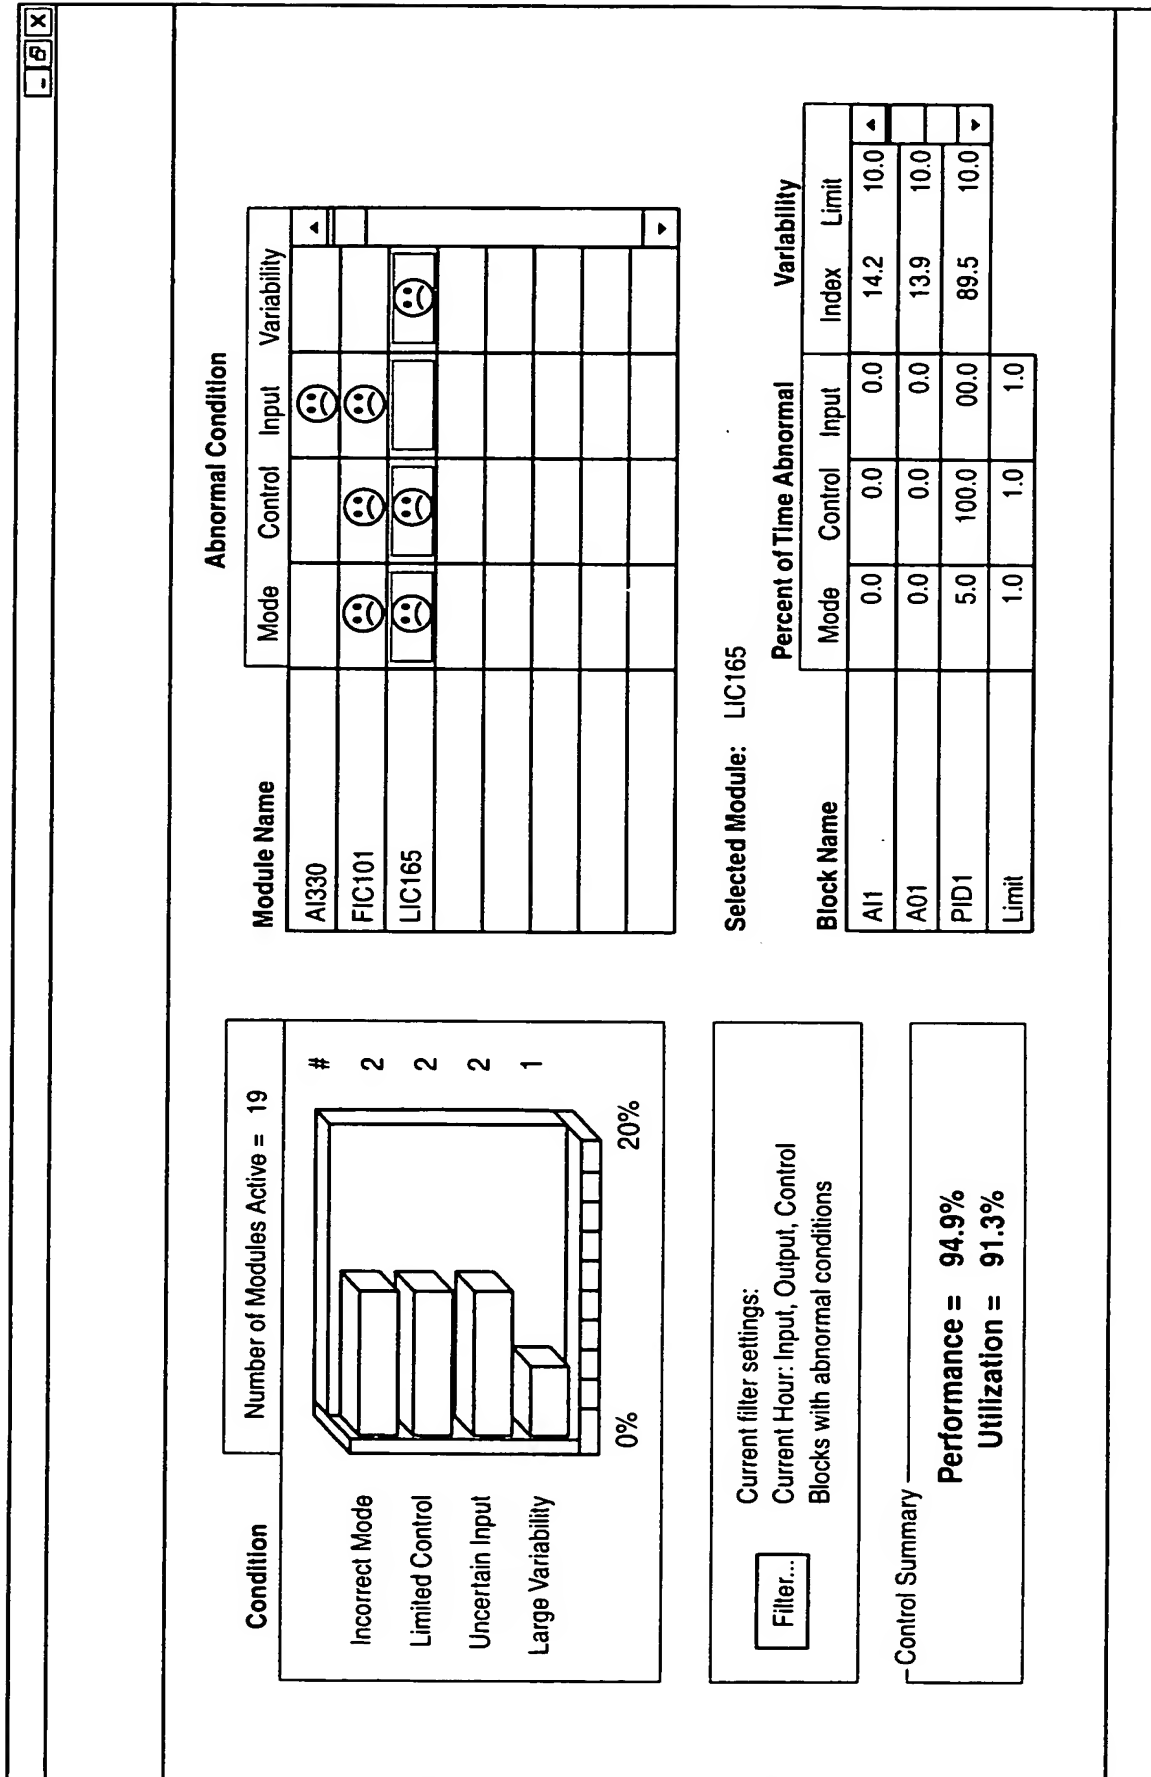 Condition
Number of Modules Active = 19
#
Incorrect Mode 2
Limited Control 2
Uncertain Input 2
Large Variability 1
0% 20%
Filter...
Current filter settings:
Current Hour: Input, Output, Control
Blocks with abnormal conditions
Control Summary
Performance = 94.9%
Utilization = 91.3%
Abnormal Condition
Module Name Mode Control Input Variability
AI330
FIC101
LIC165
Selected Module: LIC165
Percent of Time Abnormal Variability
Block Name Mode Control Input Index Limit
AI1 0.0 0.0 0.0 14.2 10.0
A01 0.0 0.0 0.0 13.9 10.0
PID1 5.0 100.0 00.0 89.5 10.0
Limit 1.0 1.0 1.0